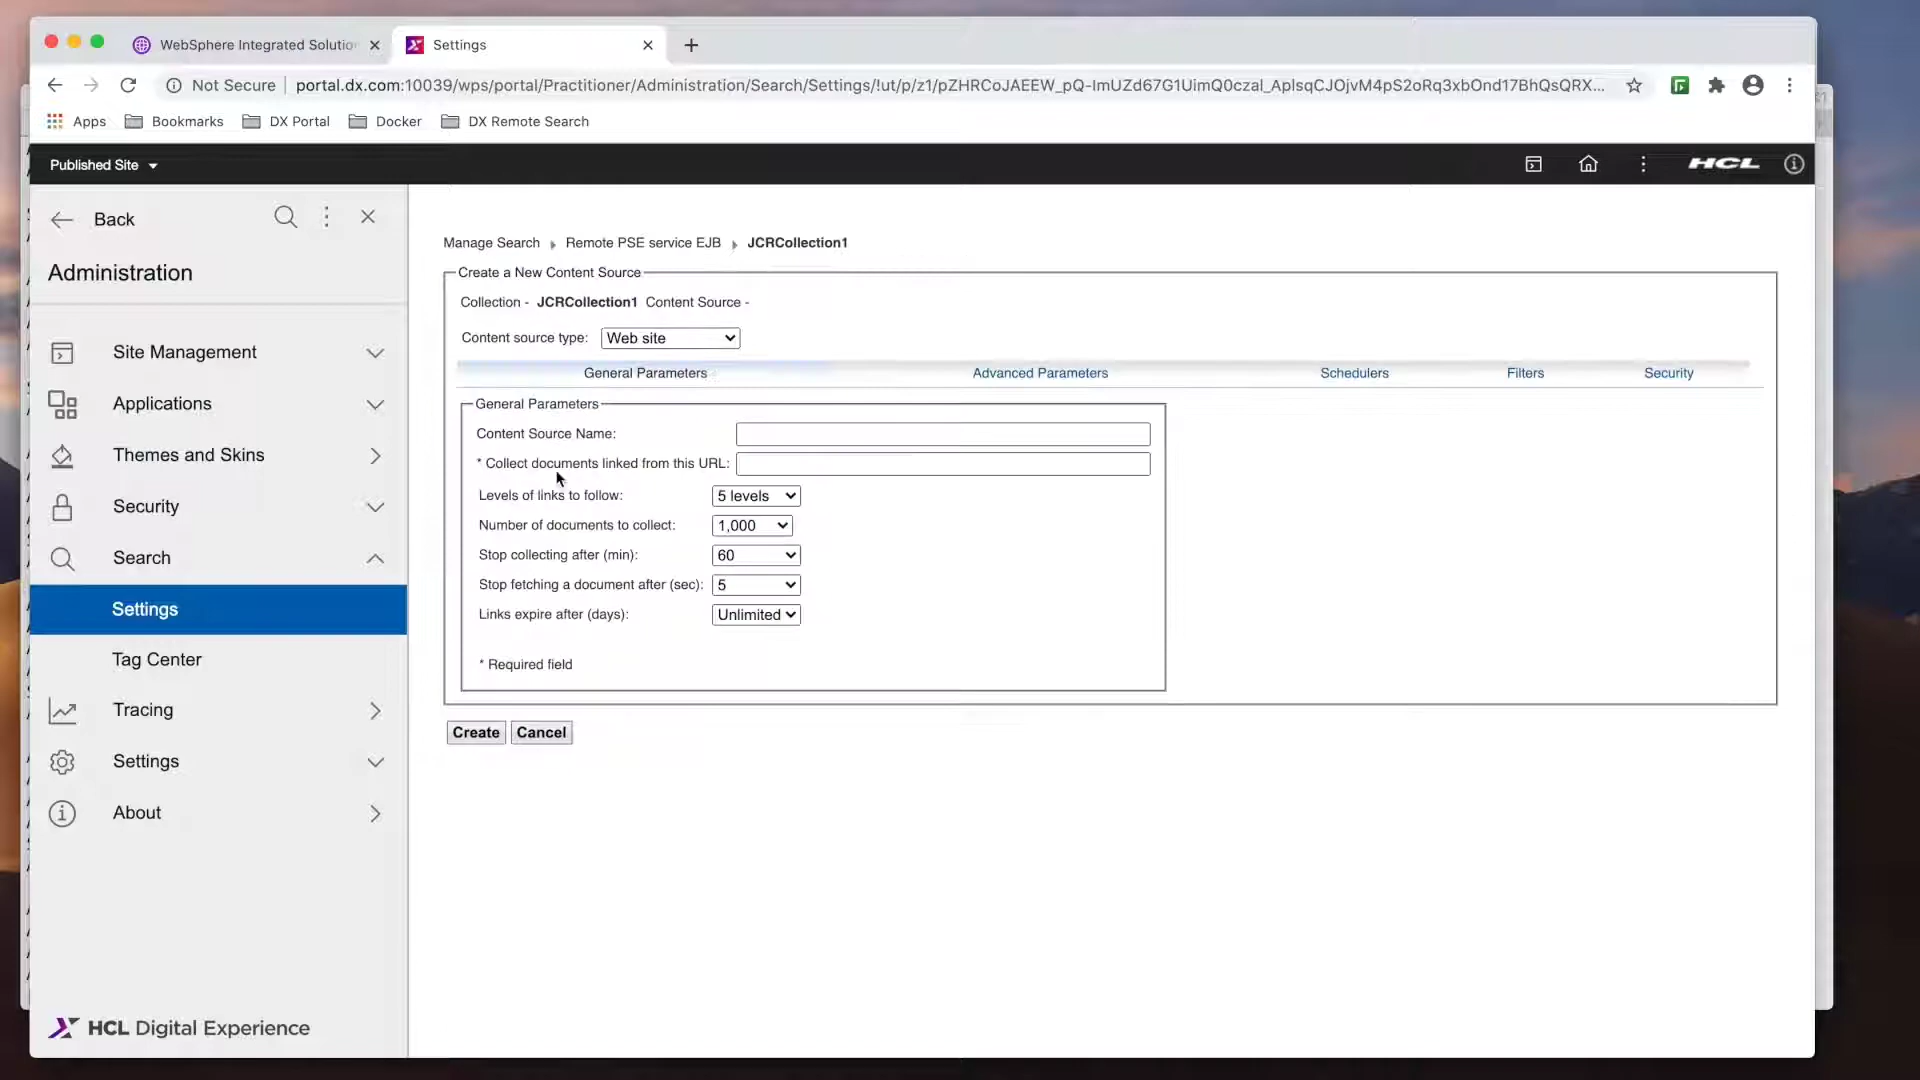 WebSphere Integrated Solutio
Settings
Not Secure
portal.dx.com:10039/wps/portal/Practitioner/Administration/Search/Settings/!ut/p/z1/pZHRCoJAEEW_pQ-ImUZd67G1UimQ0czal_AplsqCJOjvM4pS2oRq3xbOnd17BhQsQRX...
Apps
Bookmarks
DX Portal
Docker
DX Remote Search
Published Site
HCL
Back
Administration
Site Management
Applications
Themes and Skins
Security
Search
Settings
Tag Center
Tracing
Settings
About
HCL Digital Experience
Manage Search Remote PSE service EJB JCRCollection1
Create a New Content Source
Collection - JCRCollection1 Content Source -
Content source type: Web site
General Parameters Advanced Parameters Schedulers Filters Security
General Parameters
Content Source Name:
* Collect documents linked from this URL:
Levels of links to follow: 5 levels
Number of documents to collect: 1,000
Stop collecting after (min): 60
Stop fetching a document after (sec): 5
Links expire after (days): Unlimited
* Required field
Create Cancel